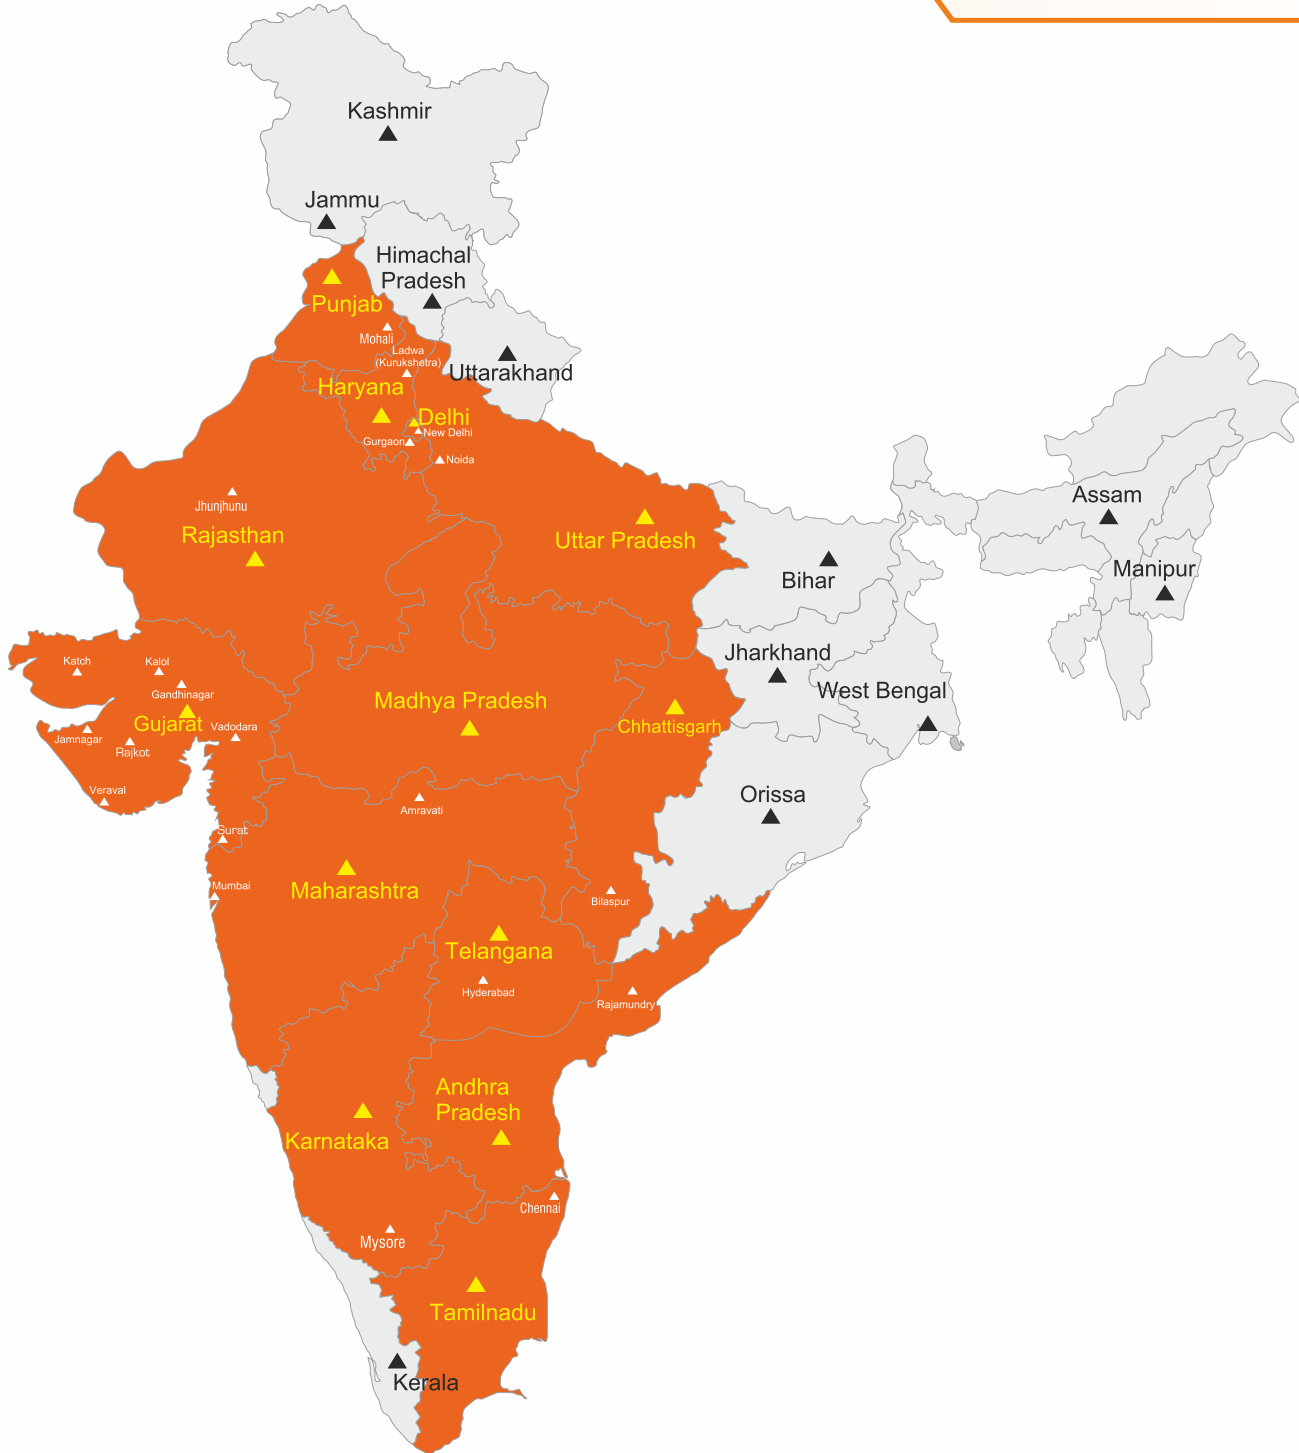 Kashmir
Jammu
Himachal
Pradesh
Punjab
Mohali
Ladwa
(Kurukshetra)
Uttarakhand
Haryana
Delhi
New Delhi
Gurgaon
Noida
Jhunjhunu
Rajasthan
Uttar Pradesh
Assam
Bihar
Manipur
Katch
Kalol
Gandhinagar
Jharkhand
West Bengal
Madhya Pradesh
Gujarat
Vadodara
Chhattisgarh
Jamnagar
Rajkot
Veraval
Amravati
Orissa
Surat
Mumbai
Maharashtra
Bilaspur
Telangana
Hyderabad
Rajamundry
Andhra
Pradesh
Karnataka
Chennai
Mysore
Tamilnadu
Kerala